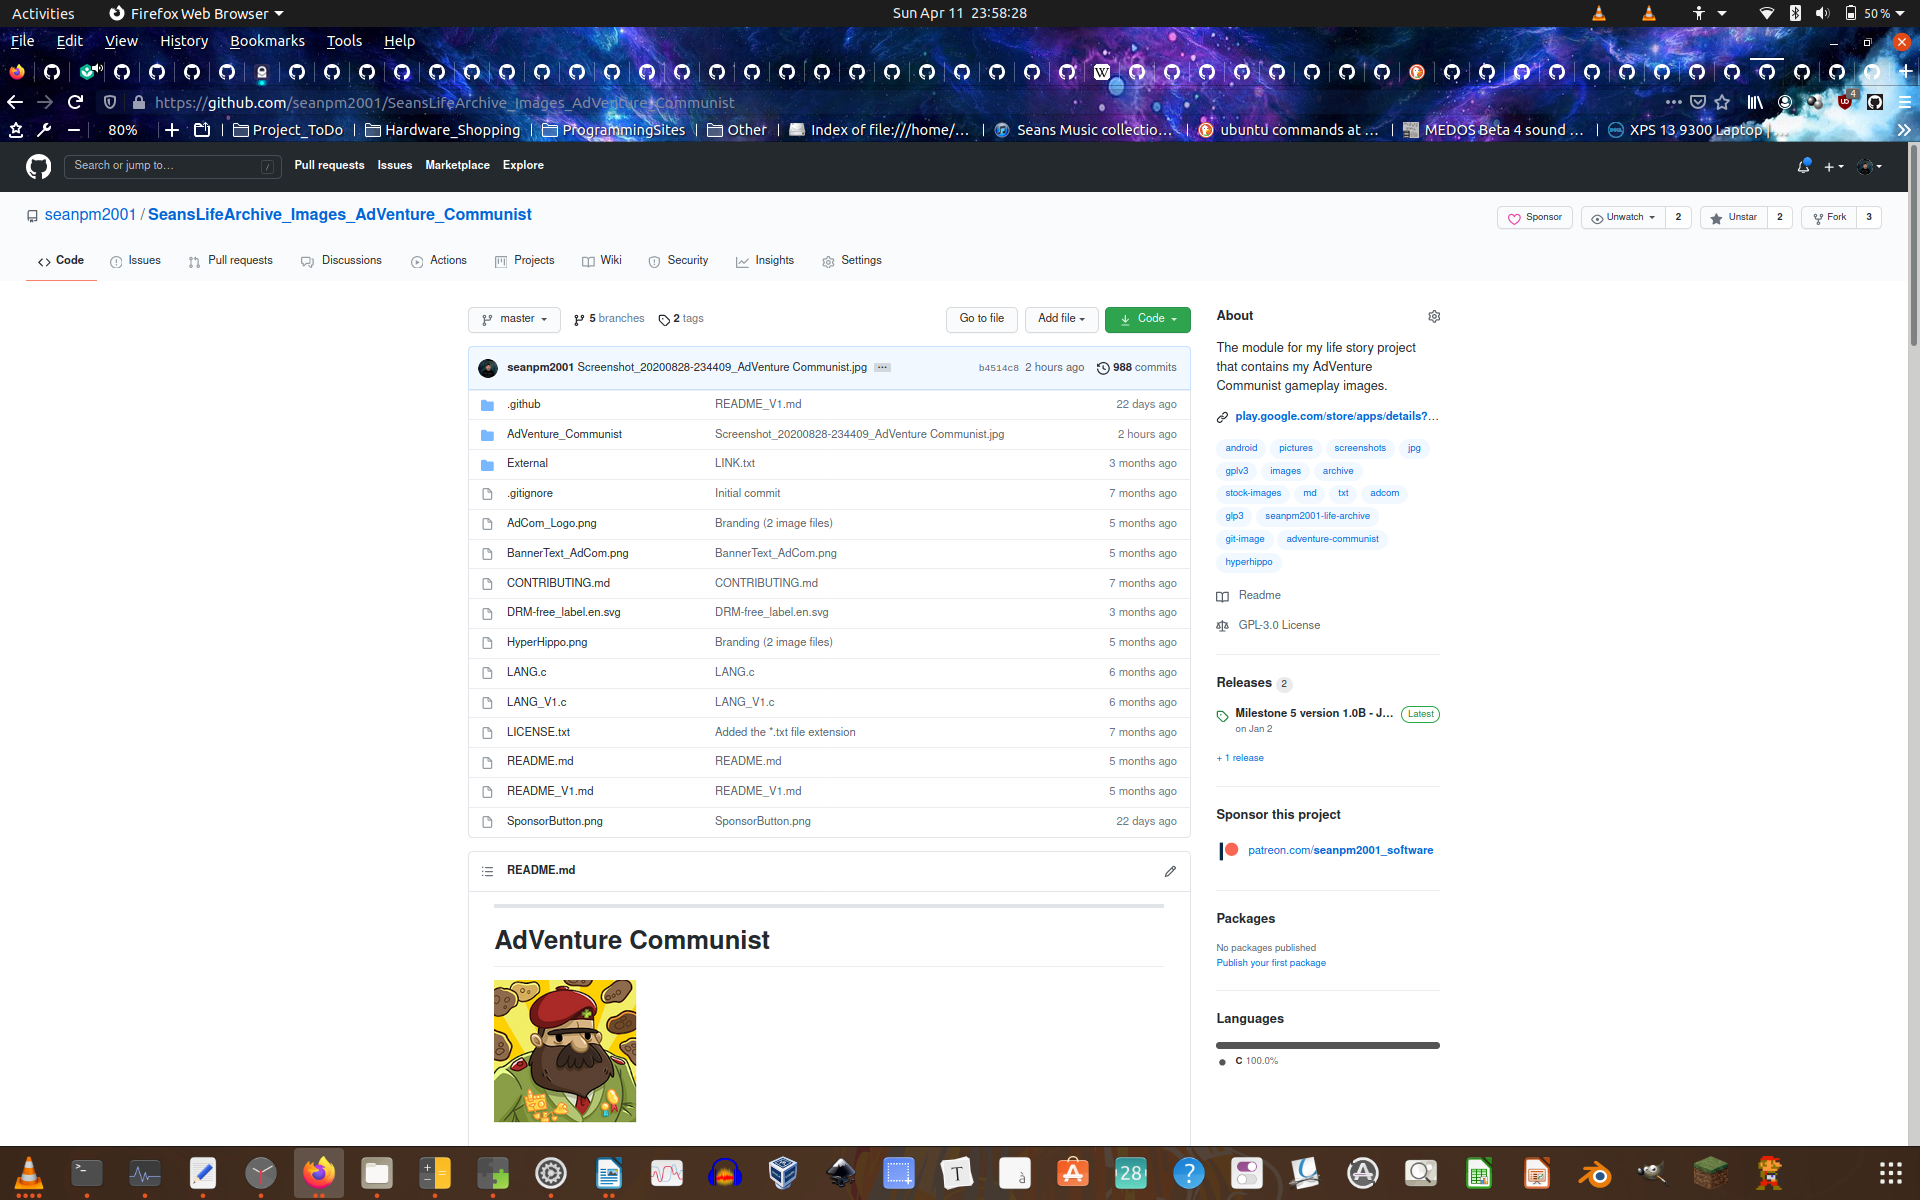 Activities Firefox Web Browser Sun Apr 11 23:58:28 50 %
File Edit View History Bookmarks Tools Help
https://github.com/seanpm2001/SeansLifeArchive_Images_AdVenture_Communist
80% Project_ToDo Hardware_Shopping ProgrammingSites Other Index of file:///home/... Seans Music collectio... ubuntu commands at ... MEDOS Beta 4 sound ... XPS 13 9300 Laptop |
Search or jump to... / Pull requests Issues Marketplace Explore
seanpm2001 / SeansLifeArchive_Images_AdVenture_Communist Sponsor Unwatch 2 Unstar 2 Fork 3
Code Issues Pull requests Discussions Actions Projects Wiki Security Insights Settings
master 5 branches 2 tags Go to file Add file Code
seanpm2001 Screenshot_20200828-234409_AdVenture Communist.jpg ... b4514c8 2 hours ago 988 commits
.github README_V1.md 22 days ago
AdVenture_Communist Screenshot_20200828-234409_AdVenture Communist.jpg 2 hours ago
External LINK.txt 3 months ago
.gitignore Initial commit 7 months ago
AdCom_Logo.png Branding (2 image files) 5 months ago
BannerText_AdCom.png BannerText_AdCom.png 5 months ago
CONTRIBUTING.md CONTRIBUTING.md 7 months ago
DRM-free_label.en.svg DRM-free_label.en.svg 3 months ago
HyperHippo.png Branding (2 image files) 5 months ago
LANG.c LANG.c 6 months ago
LANG_V1.c LANG_V1.c 6 months ago
LICENSE.txt Added the *.txt file extension 7 months ago
README.md README.md 5 months ago
README_V1.md README_V1.md 5 months ago
SponsorButton.png SponsorButton.png 22 days ago
README.md
AdVenture Communist
About
The module for my life story project
that contains my AdVenture
Communist gameplay images.
play.google.com/store/apps/details?...
android pictures screenshots jpg
gplv3 images archive
stock-images md txt adcom
glp3 seanpm2001-life-archive
git-image adventure-communist
hyperhippo
Readme
GPL-3.0 License
Releases 2
Milestone 5 version 1.0B - J... Latest
on Jan 2
+ 1 release
Sponsor this project
patreon.com/seanpm2001_software
Packages
No packages published
Publish your first package
Languages
C 100.0%